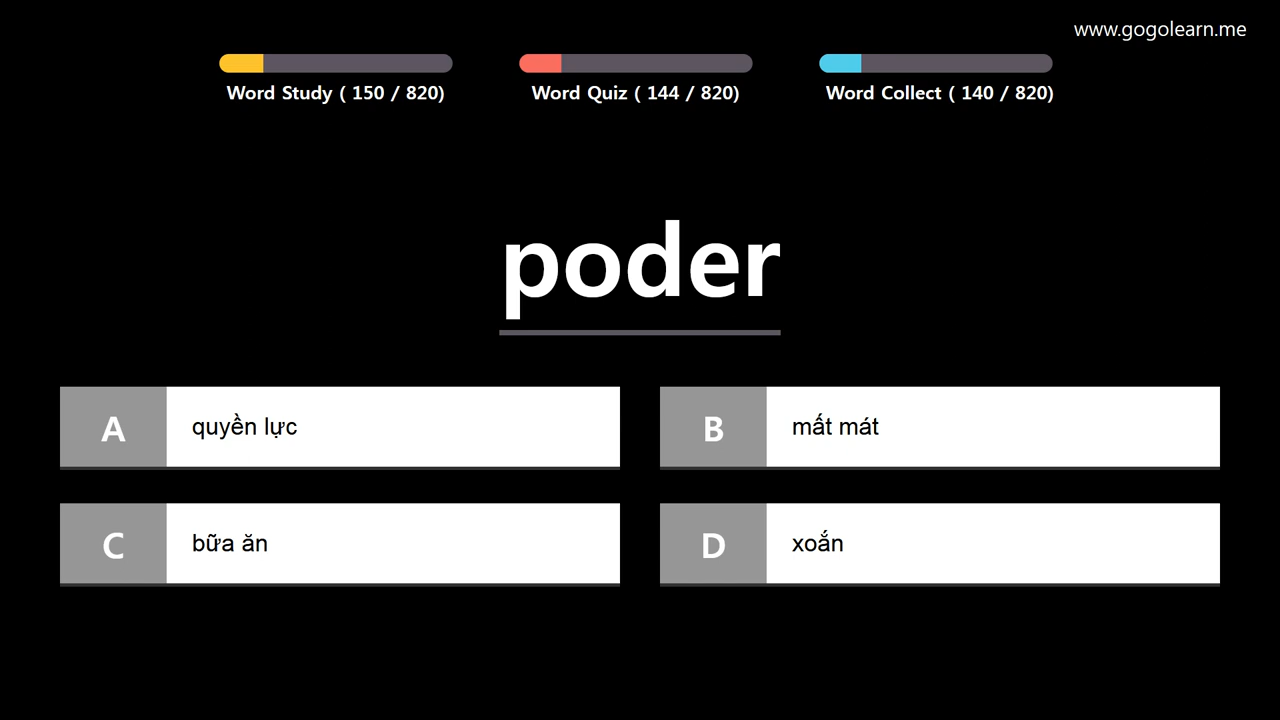 www.gogolearn.me
Word Study ( 150 / 820)
Word Quiz ( 144 / 820)
Word Collect ( 140 / 820)
poder
A
quyền lực
B
mất mát
C
bữa ăn
D
xoắn